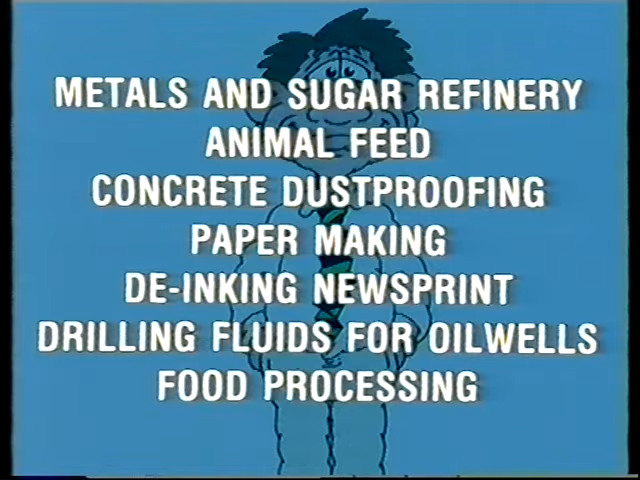 METALS AND SUGAR REFINERY
ANIMAL FEED
CONCRETE DUSTPROOFING
PAPER MAKING
DE-INKING NEWSPRINT
DRILLING FLUIDS FOR OILWELLS
FOOD PROCESSING